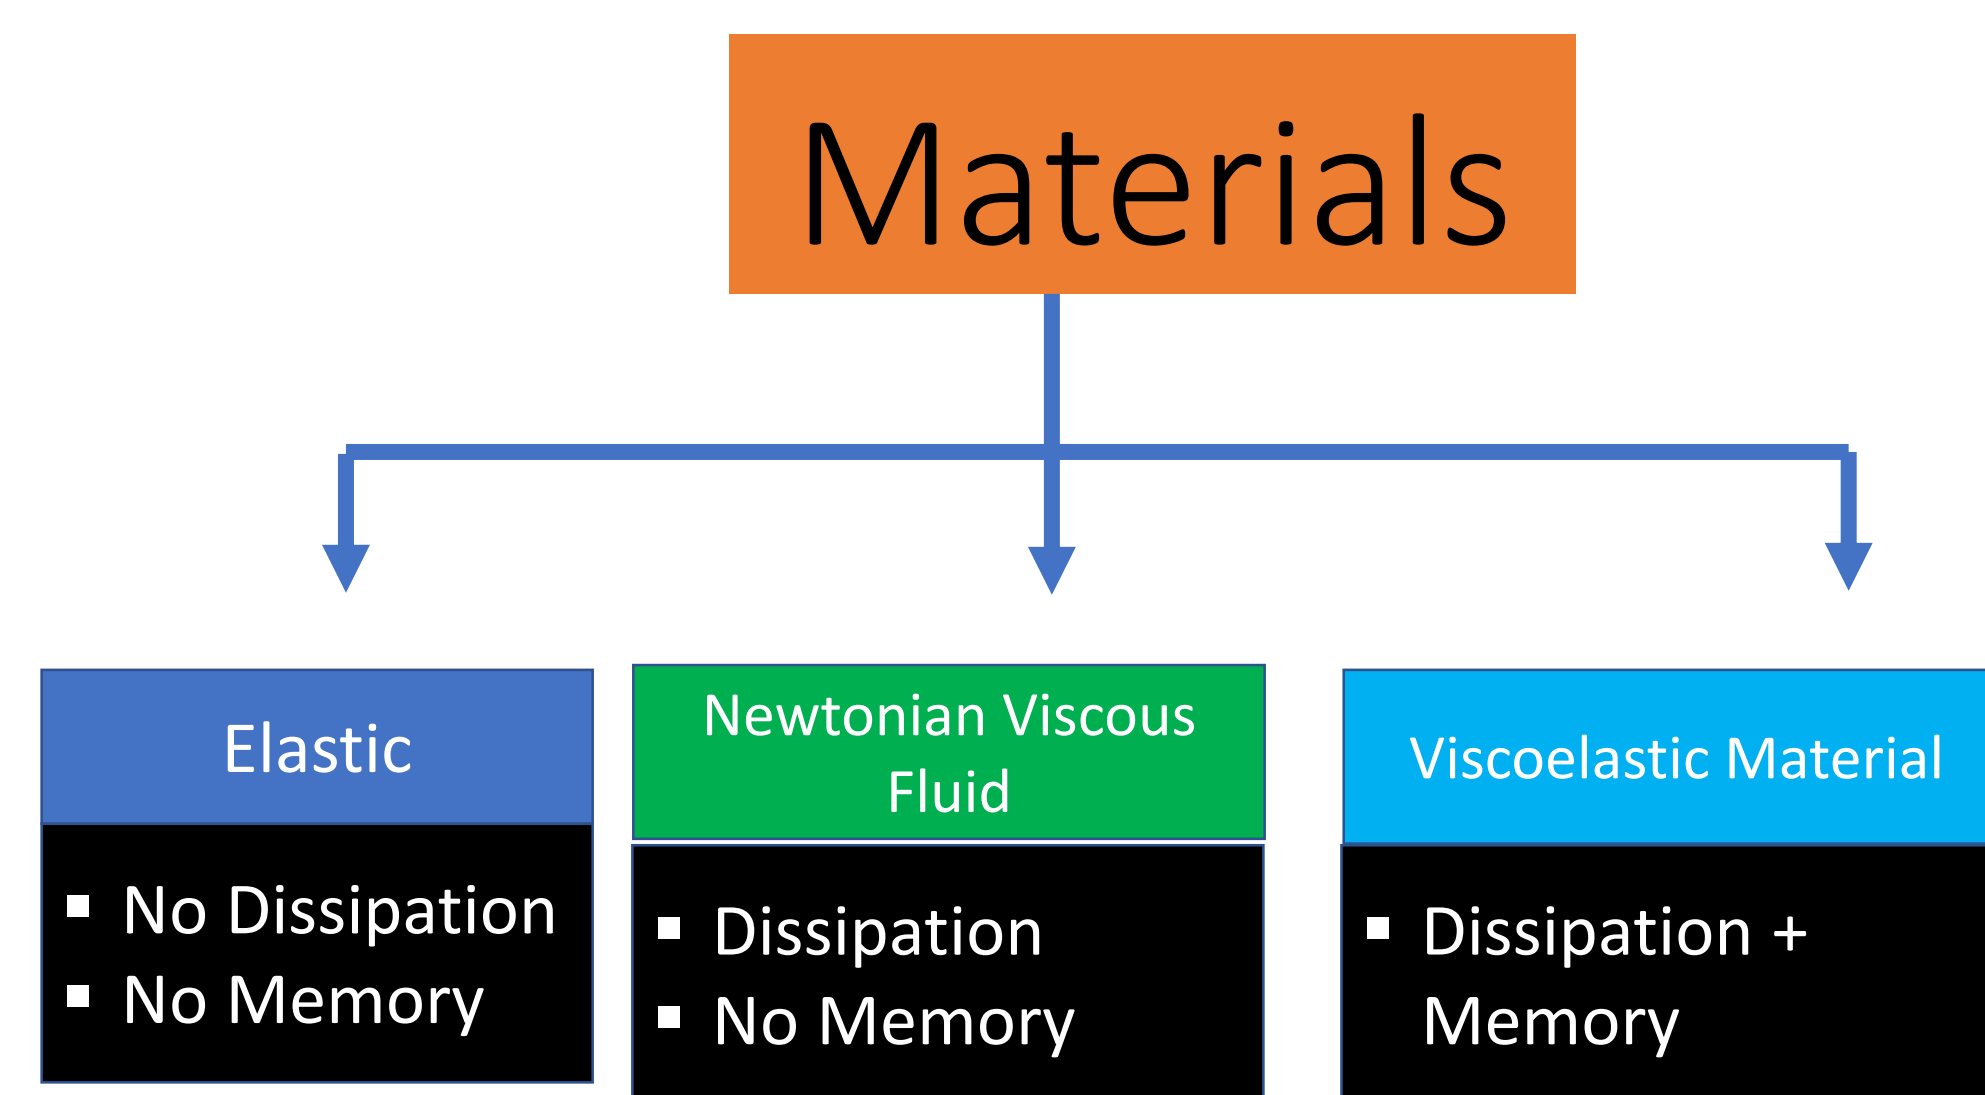 Materials
Elastic
▪ No Dissipation
▪ No Memory
Newtonian Viscous
Fluid
▪ Dissipation
▪ No Memory
Viscoelastic Material
▪ Dissipation +
Memory